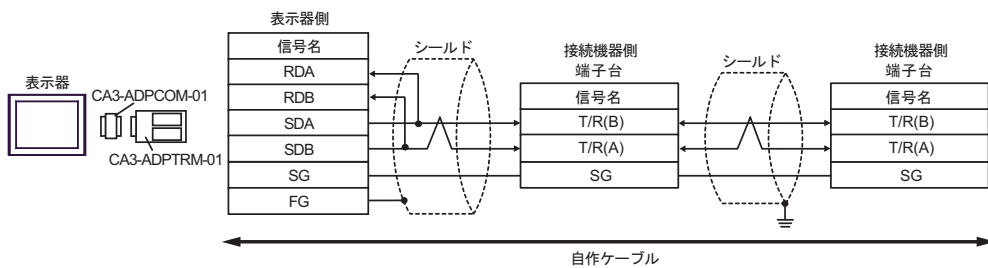 表示器
CA3-ADPCOM-01
CA3-ADPTRM-01
表示器側
信号名
RDA
RDB
SDA
SDB
SG
FG
シールド
接続機器側
端子台
信号名
T/R(B)
T/R(A)
SG
シールド
接続機器側
端子台
信号名
T/R(B)
T/R(A)
SG
自作ケーブル